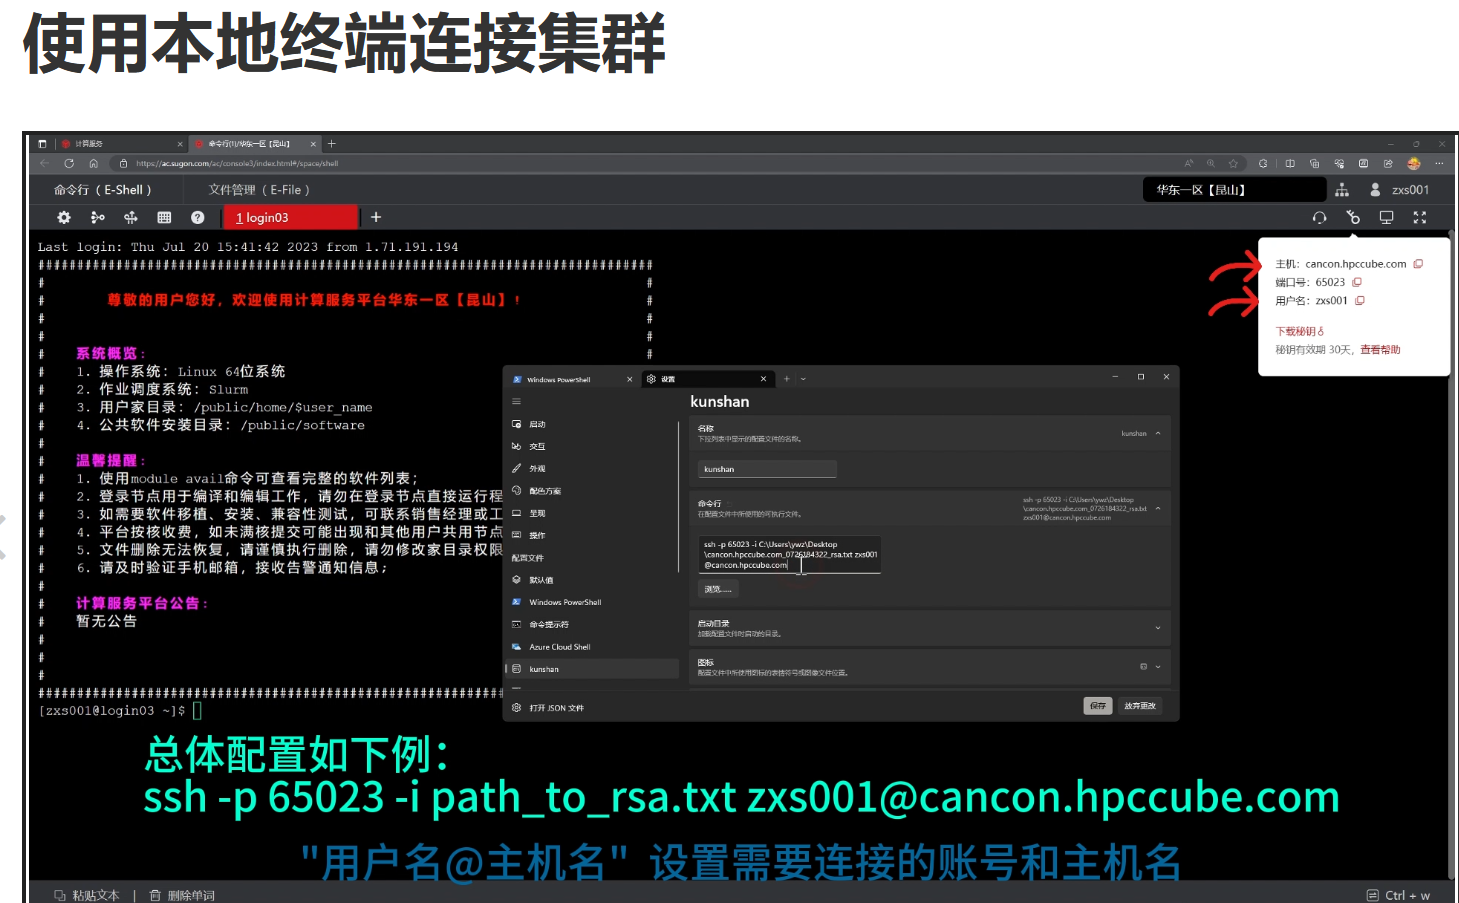 使用本地终端连接集群
计算服务
命令行(1)/华东一区【昆山】
https://ac.sugon.com/ac/console3/index.html#/space/shell
命令行（ E-Shell ）
文件管理（ E-File ）
华东一区【昆山】
zxs001
1 login03
Last login: Thu Jul 20 15:41:42 2023 from 1.71.191.194
尊敬的用户您好，欢迎使用计算服务平台华东一区【昆山】！
系统概览：
1. 操作系统：Linux 64位系统
2. 作业调度系统：Slurm
3. 用户家目录：/public/home/$user_name
4. 公共软件安装目录：/public/software
温馨提醒：
1. 使用module avail命令可查看完整的软件列表；
2. 登录节点用于编译和编辑工作，请勿在登录节点直接运行程
3. 如需要软件移植、安装、兼容性测试，可联系销售经理或工
4. 平台按核收费，如未满核提交可能出现和其他用户共用节点
5. 文件删除无法恢复，请谨慎执行删除，请勿修改家目录权限
6. 请及时验证手机邮箱，接收告警通知信息；
计算服务平台公告：
暂无公告
[zxs001@login03 ~]$
主机：cancon.hpccube.com
端口号：65023
用户名：zxs001
下载秘钥
秘钥有效期 30天，查看帮助
Windows PowerShell
设置
启动
交互
外观
配色方案
呈现
操作
配置文件
默认值
Windows PowerShell
命令提示符
Azure Cloud Shell
kunshan
打开 JSON 文件
kunshan
名称
下拉列表中显示的配置文件的名称。
kunshan
kunshan
命令行
在配置文件中所使用的可执行文件。
ssh -p 65023 -i C:\Users\ywz\Desktop
\cancon.hpccube.com_0726184322_rsa.txt
zxs001@cancon.hpccube.com
ssh -p 65023 -i C:\Users\ywz\Desktop
\cancon.hpccube.com_0726184322_rsa.txt zxs001
@cancon.hpccube.com
浏览......
启动目录
加载配置文件时启动的目录。
图标
配置文件中所使用图标的表情符号或图像文件位置。
保存
放弃更改
总体配置如下例：
ssh -p 65023 -i path_to_rsa.txt zxs001@cancon.hpccube.com
"用户名@主机名" 设置需要连接的账号和主机名
粘贴文本 | 删除单词
Ctrl + w